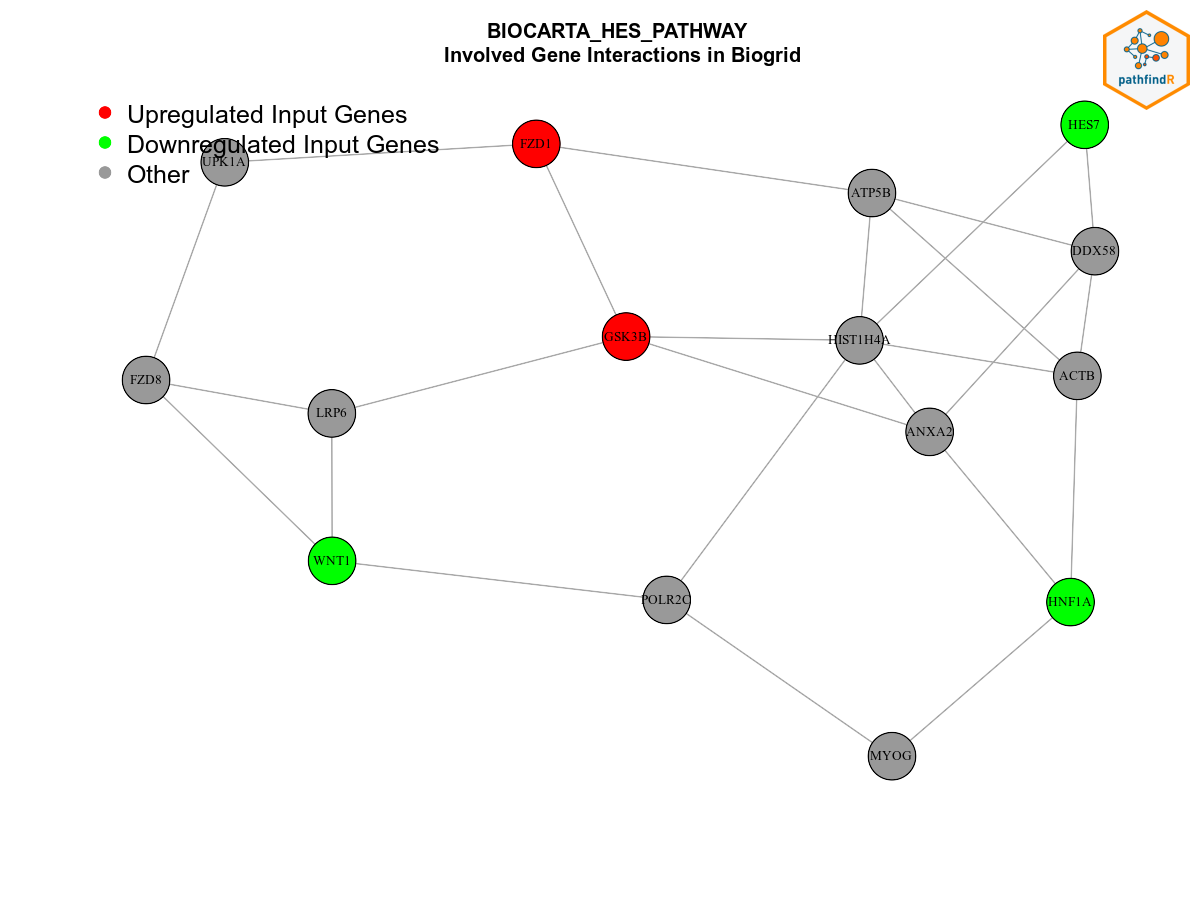 BIOCARTA_HES_PATHWAY
Involved Gene Interactions in Biogrid
pathfindR
Upregulated Input Genes
Downregulated Input Genes
Other
UPK1A
FZD1
HES7
ATP5B
DDX58
GSK3B
HIST1H4A
FZD8
ACTB
LRP6
ANXA2
WNT1
POLR2C
HNF1A
MYOG